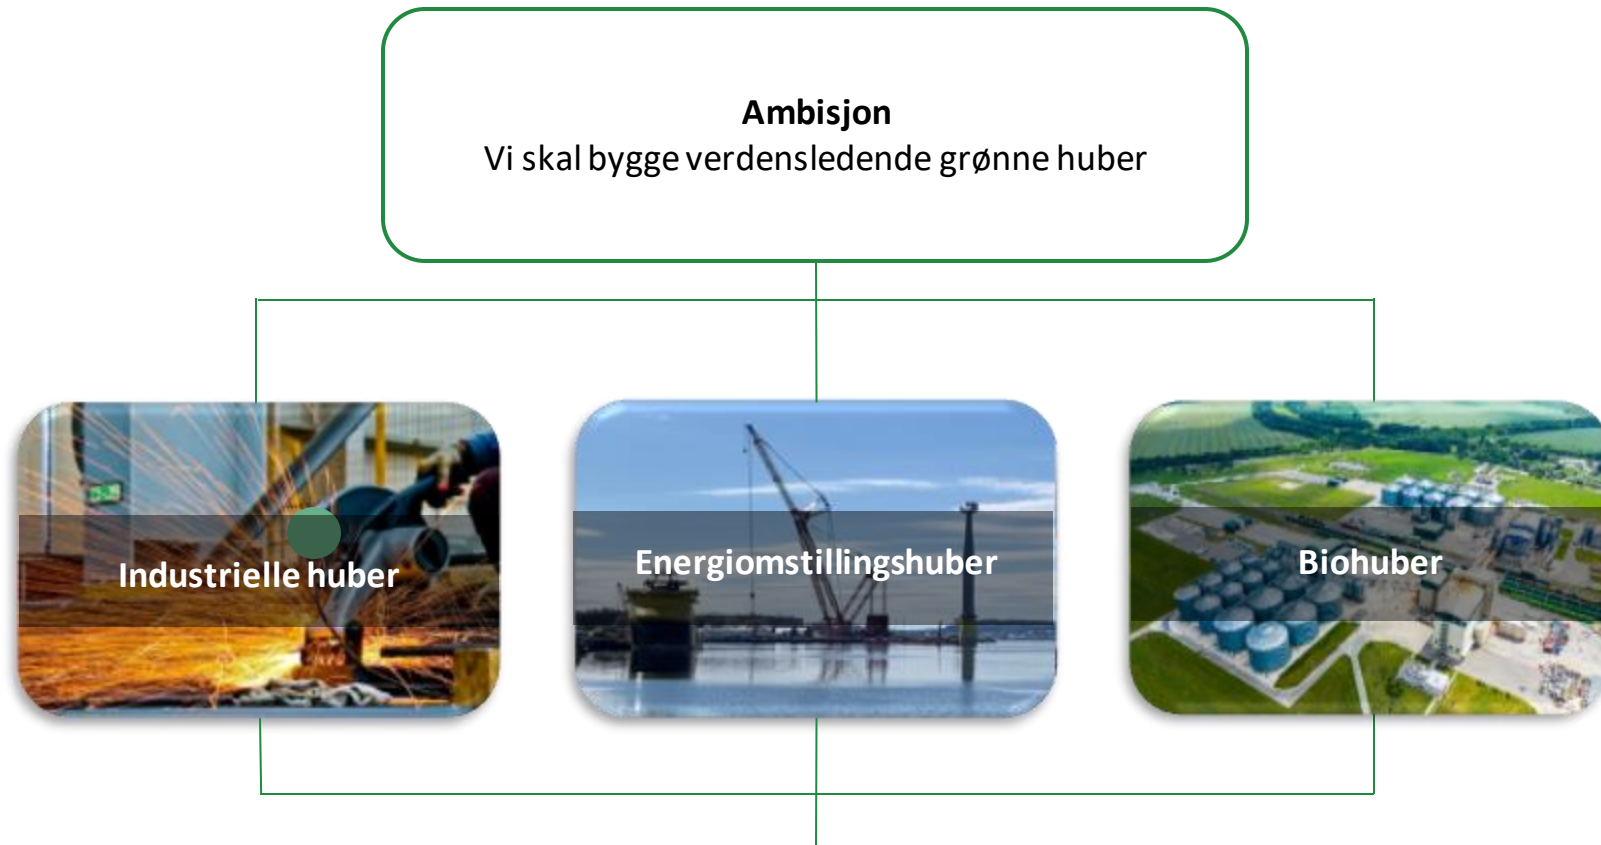 Ambisjon
Vi skal bygge verdensledende grønne huber
Industrielle huber
Energiomstillingshuber
Biohuber